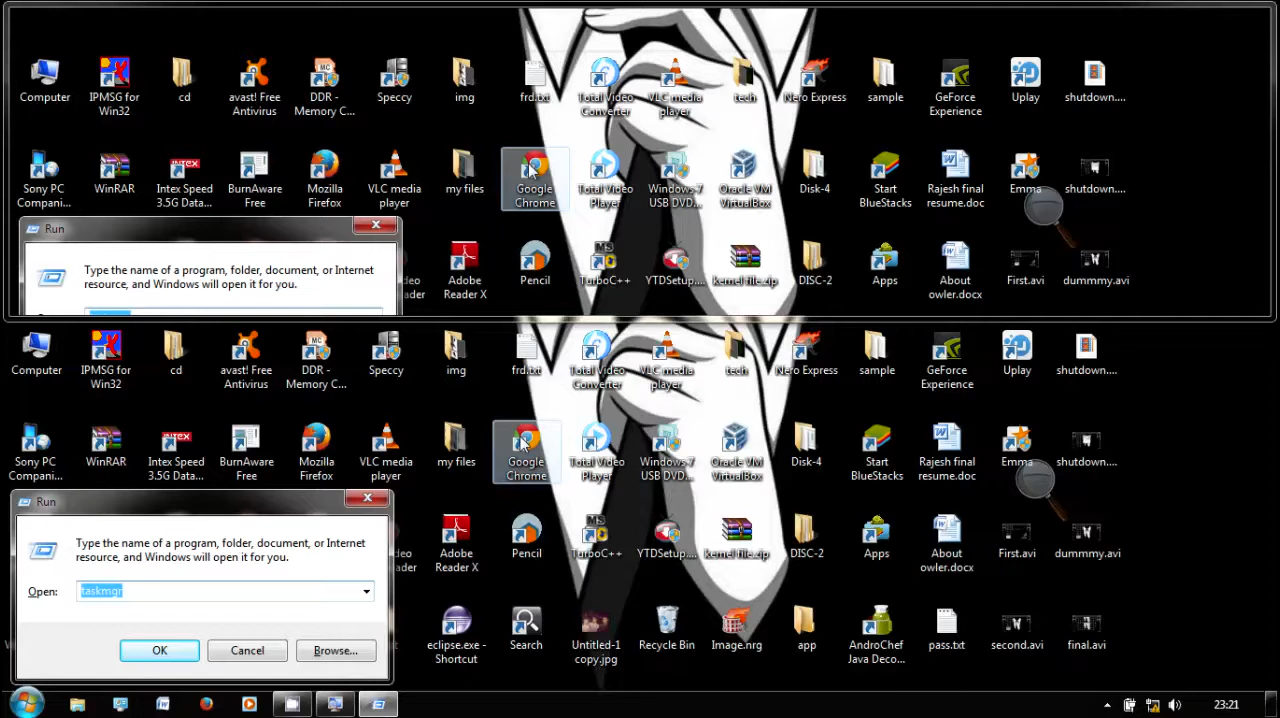 Computer
IPMSG for
Win32
cd
avast! Free
Antivirus
DDR -
Memory C...
Speccy
img
frd.txt
Total Video
Converter
VLC media
player
tech
Nero Express
sample
GeForce
Experience
Uplay
shutdown....
Sony PC
Compani...
WinRAR
Intex Speed
3.5G Data...
BurnAware
Free
Mozilla
Firefox
VLC media
player
my files
Google
Chrome
Total Video
Player
Windows 7
USB DVD...
Oracle VM
VirtualBox
Disk-4
Start
BlueStacks
Rajesh final
resume.doc
Emma
shutdown....
Run
Type the name of a program, folder, document, or Internet
resource, and Windows will open it for you.
deo
ader
Adobe
Reader X
Pencil
TurboC++
YTDSetup....
kernel file.zip
DISC-2
Apps
About
owler.docx
First.avi
dummmy.avi
Computer
IPMSG for
Win32
cd
avast! Free
Antivirus
DDR -
Memory C...
Speccy
img
frd.txt
Total Video
Converter
VLC media
player
tech
Nero Express
sample
GeForce
Experience
Uplay
shutdown....
Sony PC
Compani...
WinRAR
Intex Speed
3.5G Data...
BurnAware
Free
Mozilla
Firefox
VLC media
player
my files
Google
Chrome
Total Video
Player
Windows 7
USB DVD...
Oracle VM
VirtualBox
Disk-4
Start
BlueStacks
Rajesh final
resume.doc
Emma
shutdown....
Run
Type the name of a program, folder, document, or Internet
resource, and Windows will open it for you.
Open: taskmgr
OK
Cancel
Browse...
deo
ader
Adobe
Reader X
Pencil
MS
TurboC++
YTDSetup....
kernel file.zip
DISC-2
Apps
About
owler.docx
First.avi
dummmy.avi
eclipse.exe -
Shortcut
Search
Untitled-1
copy.jpg
Recycle Bin
Image.nrg
app
AndroChef
Java Deco...
pass.txt
second.avi
final.avi
23:21